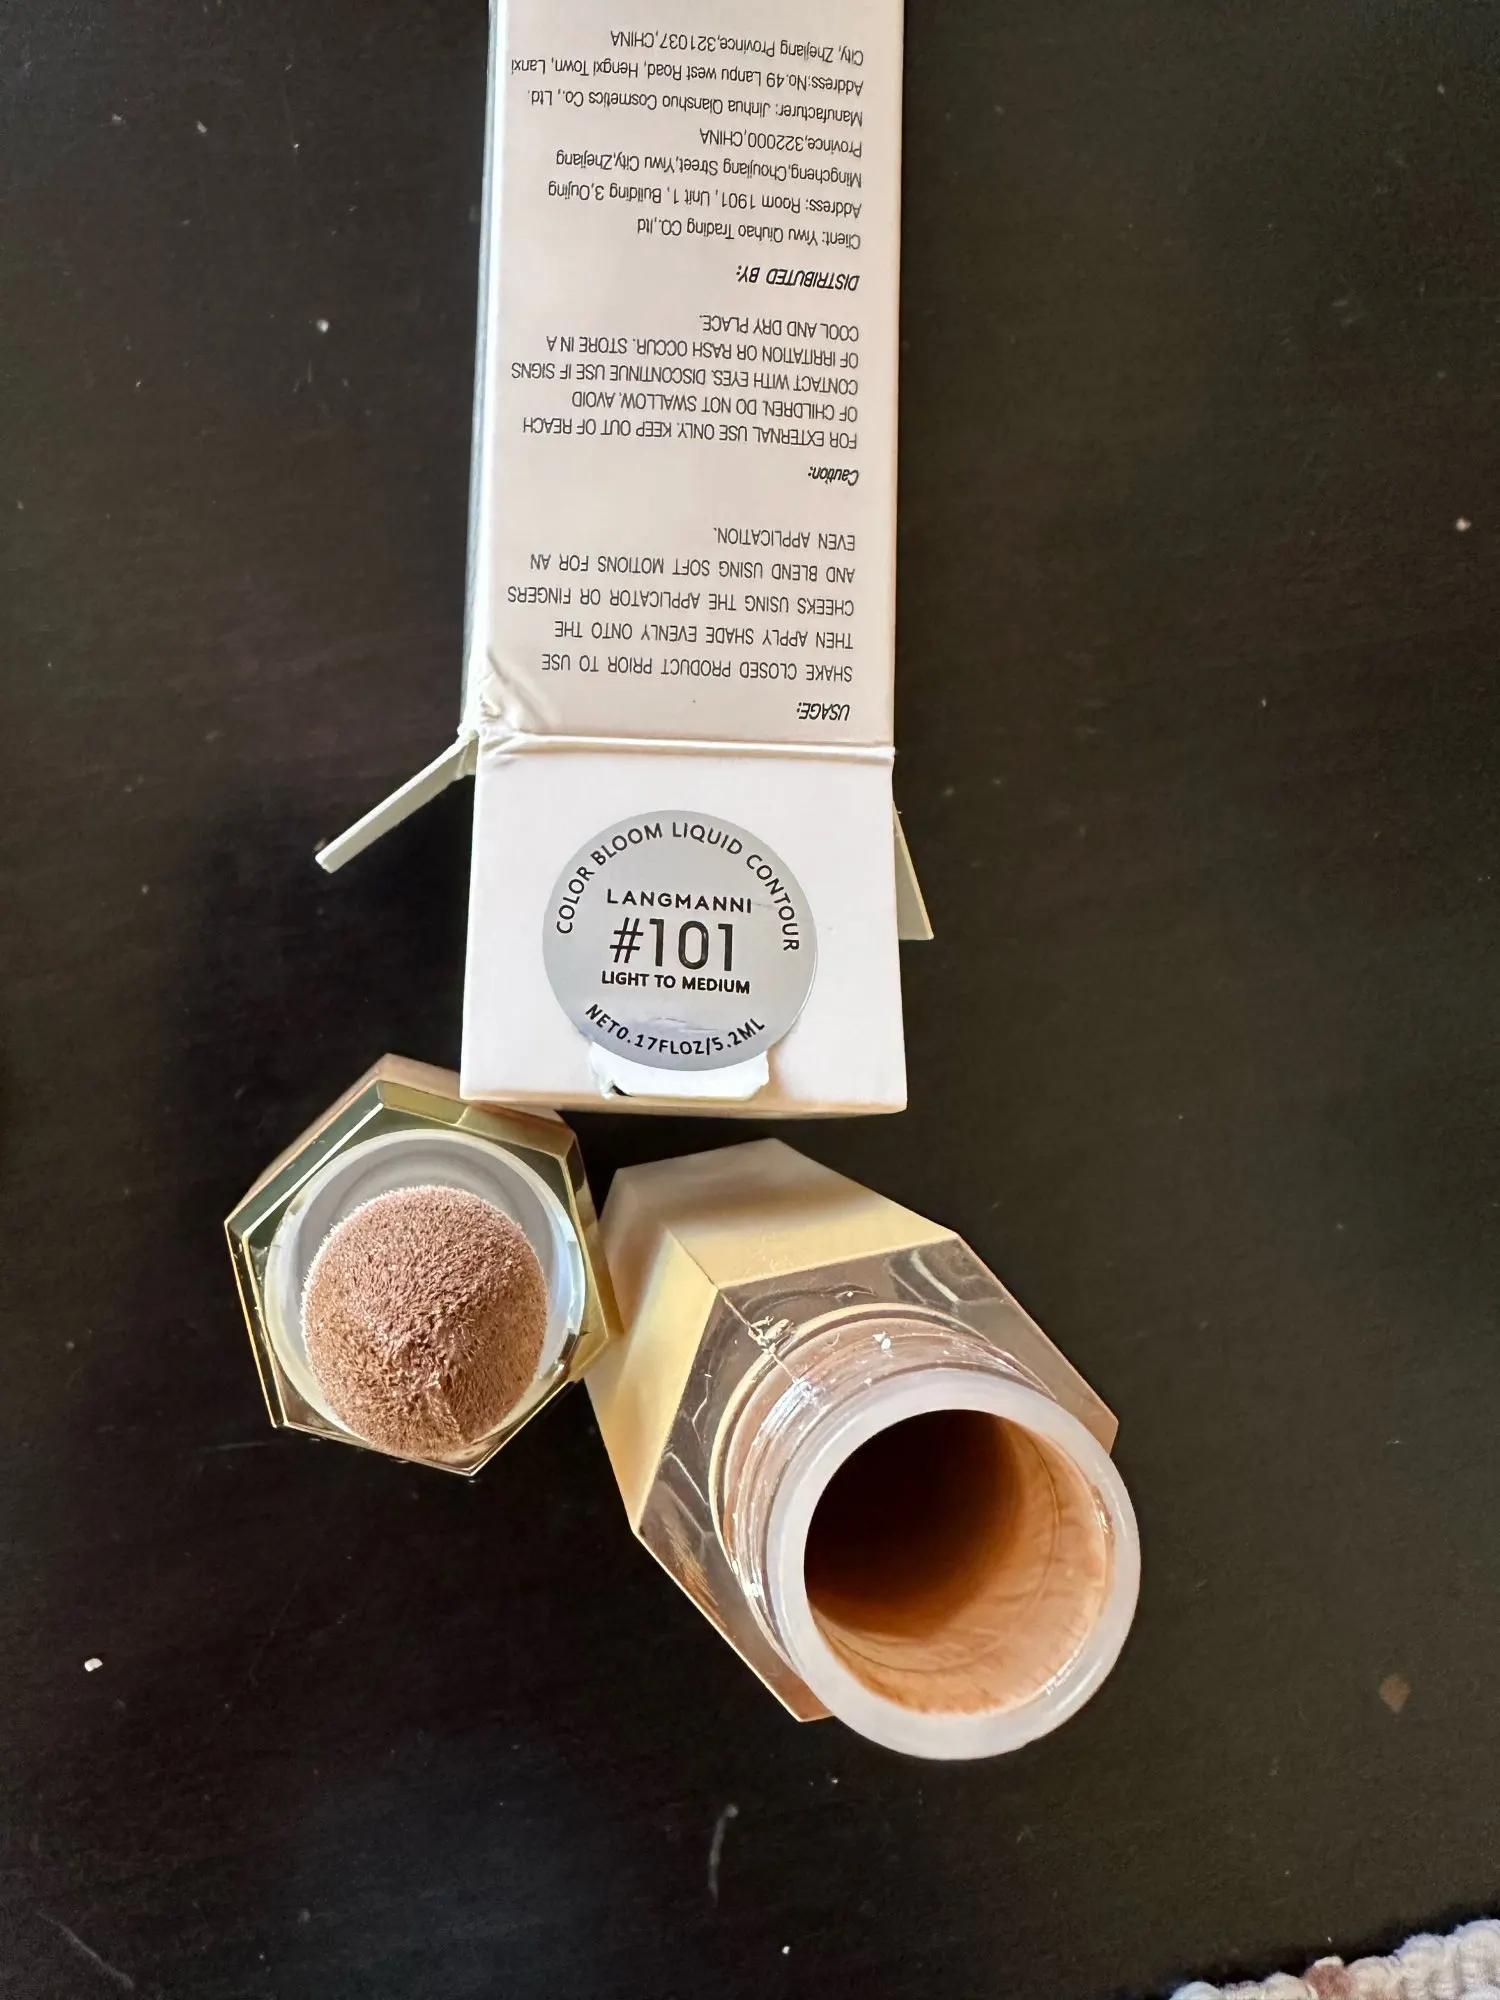 USAGE:
SHAKE CLOSED PRODUCT PRIOR TO USE
THEN APPLY SHADE EVENLY ONTO THE
CHEEKS USING THE APPLICATOR OR FINGERS
AND BLEND USING SOFT MOTIONS FOR AN
EVEN APPLICATION.
Caution:
FOR EXTERNAL USE ONLY. KEEP OUT OF REACH
OF CHILDREN. DO NOT SWALLOW. AVOID
CONTACT WITH EYES. DISCONTINUE USE IF SIGNS
OF IRRITATION OR RASH OCCUR. STORE IN A
COOL AND DRY PLACE.
DISTRIBUTED BY:
Client: Yiwu Qiuhao Trading CO.,ltd
Address: Room 1901, Unit 1, Building 3,Oujing
Mingcheng,Choujiang Street,Yiwu City,Zhejiang
Province,322000,CHINA
Manufacturer: Jinhua Qianshuo Cosmetics Co., Ltd.
Address:No.49 Lanpu west Road, Hengxi Town, Lanxi
City, Zhejiang Province,321037,CHINA
COLOR BLOOM LIQUID CONTOUR
LANGMANNI
#101
LIGHT TO MEDIUM
NET0.17FLOZ/5.2ML